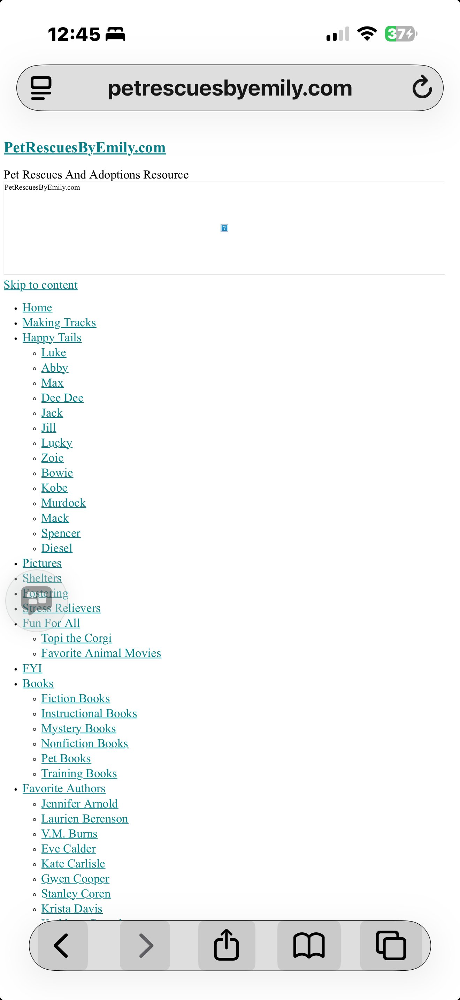 12:45
37
petrescuesbyemily.com
PetRescuesByEmily.com
Pet Rescues And Adoptions Resource
PetRescuesByEmily.com
?
Skip to content
Home
Making Tracks
Happy Tails
Luke
Abby
Max
Dee Dee
Jack
Jill
Lucky
Zoie
Bowie
Kobe
Murdock
Mack
Spencer
Diesel
Pictures
Shelters
Fostering
Stress Relievers
Fun For All
Topi the Corgi
Favorite Animal Movies
FYI
Books
Fiction Books
Instructional Books
Mystery Books
Nonfiction Books
Pet Books
Training Books
Favorite Authors
Jennifer Arnold
Laurien Berenson
V.M. Burns
Eve Calder
Kate Carlisle
Gwen Cooper
Stanley Coren
Krista Davis